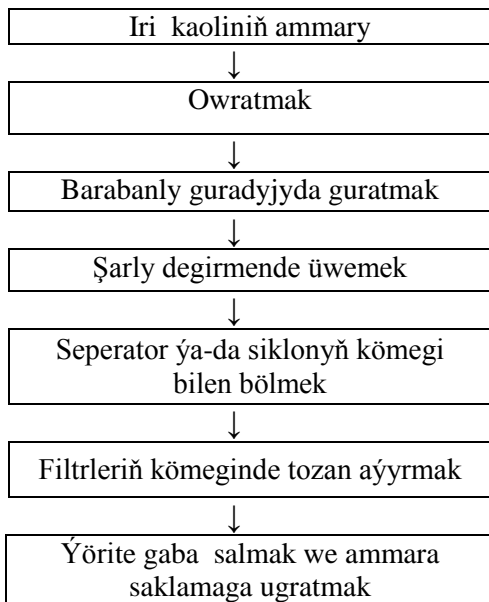 Iri kaoliniň ammary
↓
Owratmak
↓
Barabanly guradyjyda guratmak
↓
Şarly degirmende üwemek
↓
Seperator ýa-da siklonyň kömegi
bilen bölmek
↓
Filtrleriň kömeginde tozan aýyrmak
↓
Ýörite gaba salmak we ammara
saklamaga ugratmak